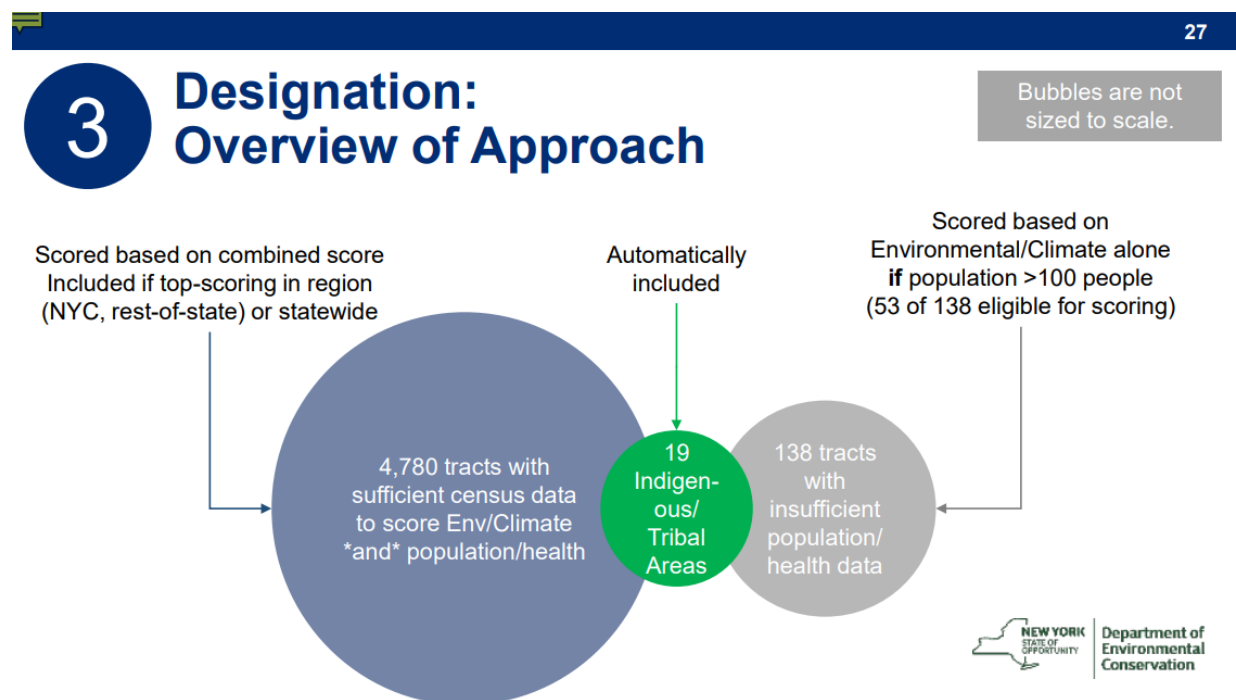 27
3
Designation:
Overview of Approach
Bubbles are not
sized to scale.
Scored based on combined score
Included if top-scoring in region
(NYC, rest-of-state) or statewide
Automatically
included
Scored based on
Environmental/Climate alone
if population >100 people
(53 of 138 eligible for scoring)
4,780 tracts with
sufficient census data
to score Env/Climate
*and* population/health
19
Indigen-
ous/
Tribal
Areas
138 tracts
with
insufficient
population/
health data
NEW YORK
STATE OF
OPPORTUNITY
Department of
Environmental
Conservation